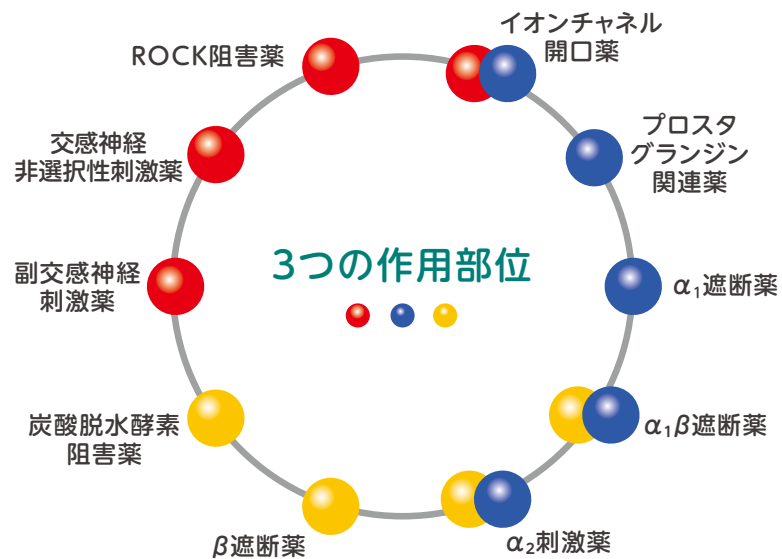 ROCK阻害薬
イオンチャネル
開口薬
交感神経
非選択性刺激薬
プロスタ
グランジン
関連薬
3つの作用部位
副交感神経
刺激薬
α₁遮断薬
炭酸脱水酵素
阻害薬
α₁β遮断薬
β遮断薬
α₂刺激薬